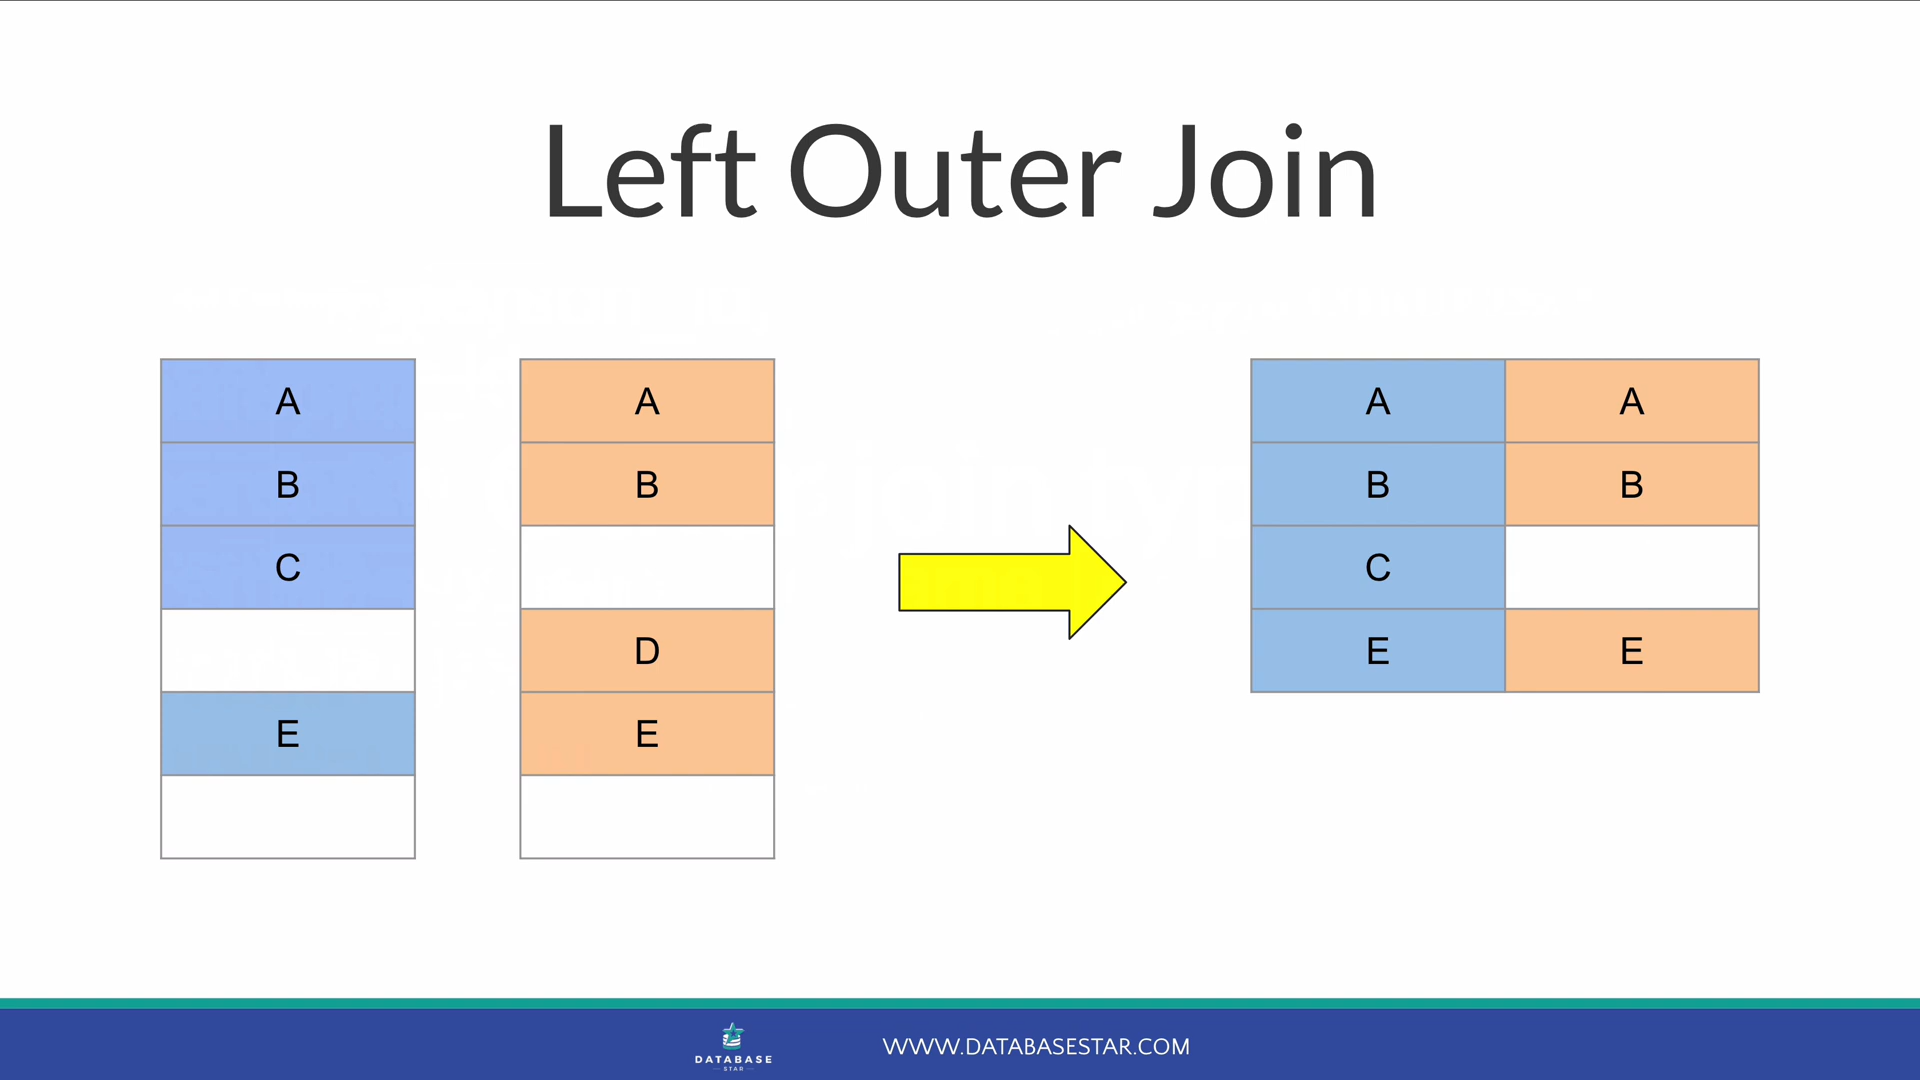 Left Outer Join
A A A A
B B B B
C C
D E E
E E
DATABASE
STAR
WWW.DATABASESTAR.COM